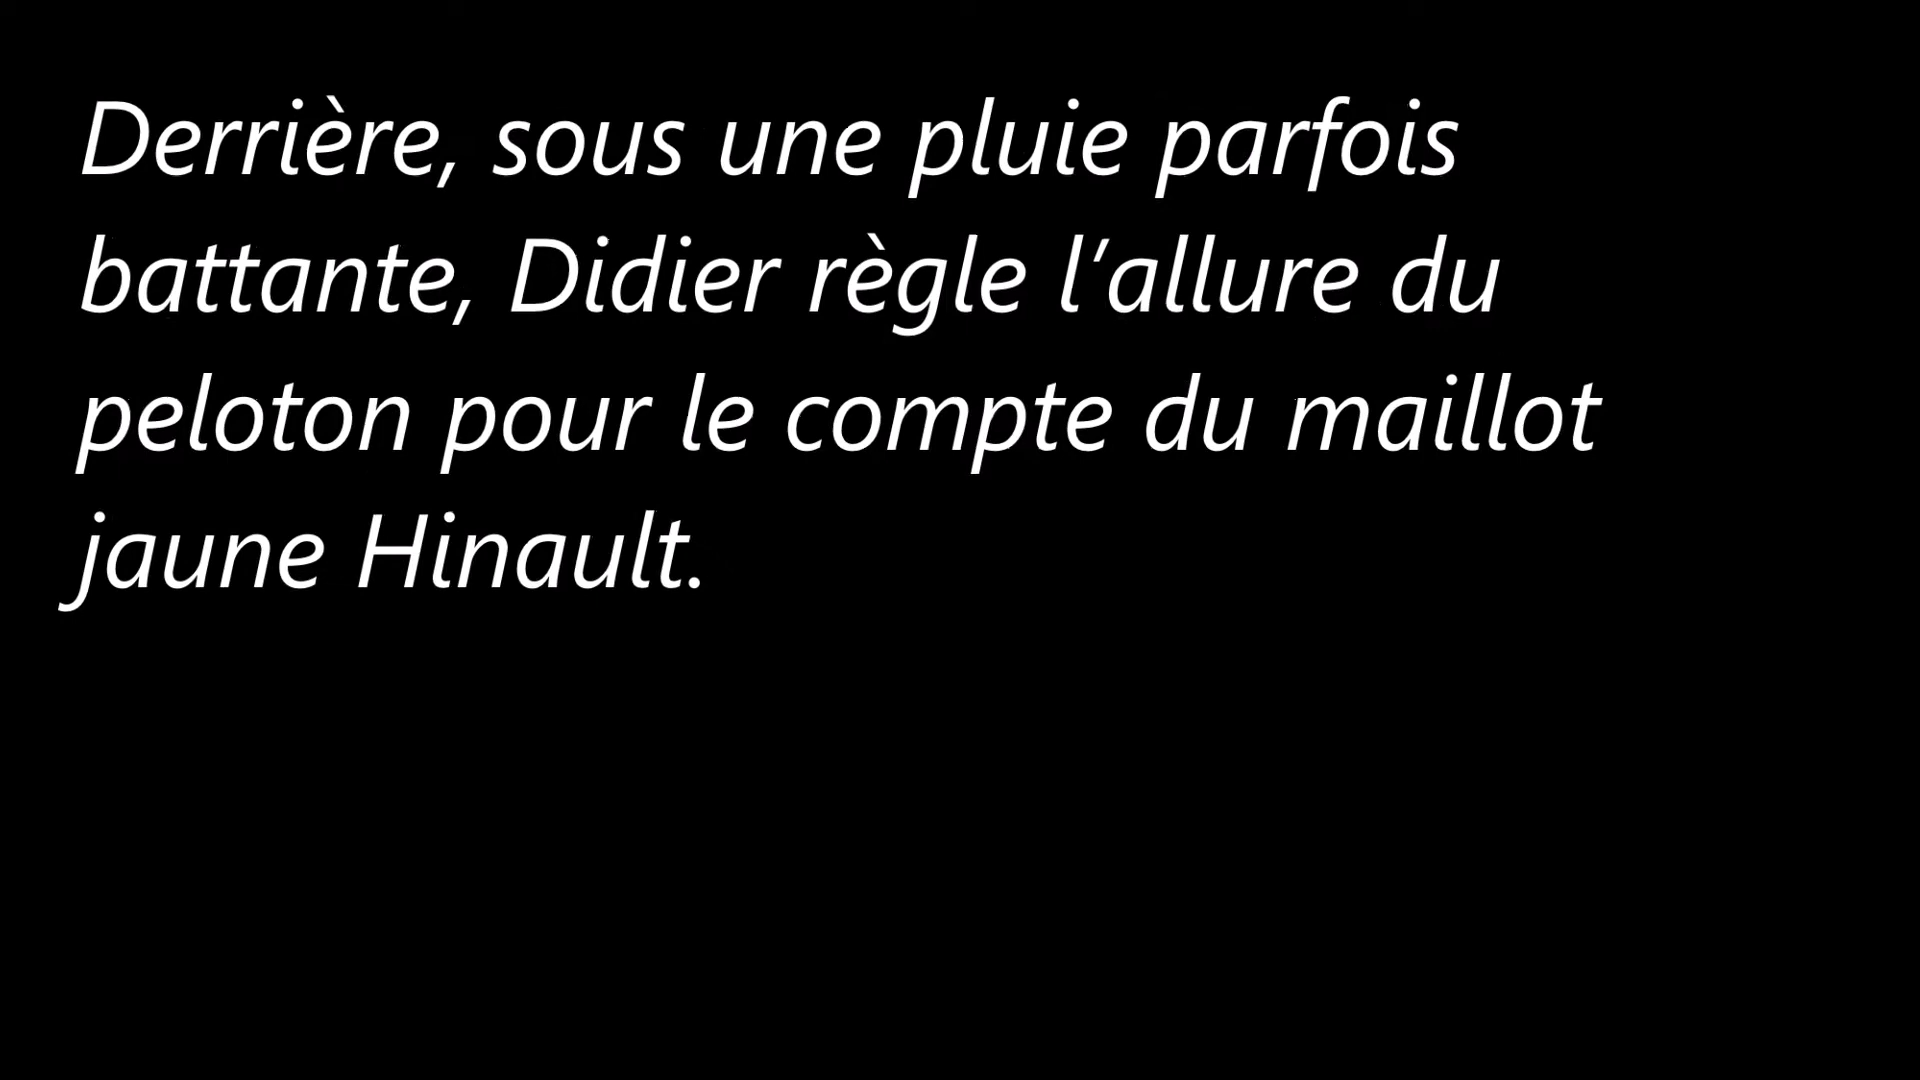 Derrière, sous une pluie parfois
battante, Didier règle l’allure du
peloton pour le compte du maillot
jaune Hinault.